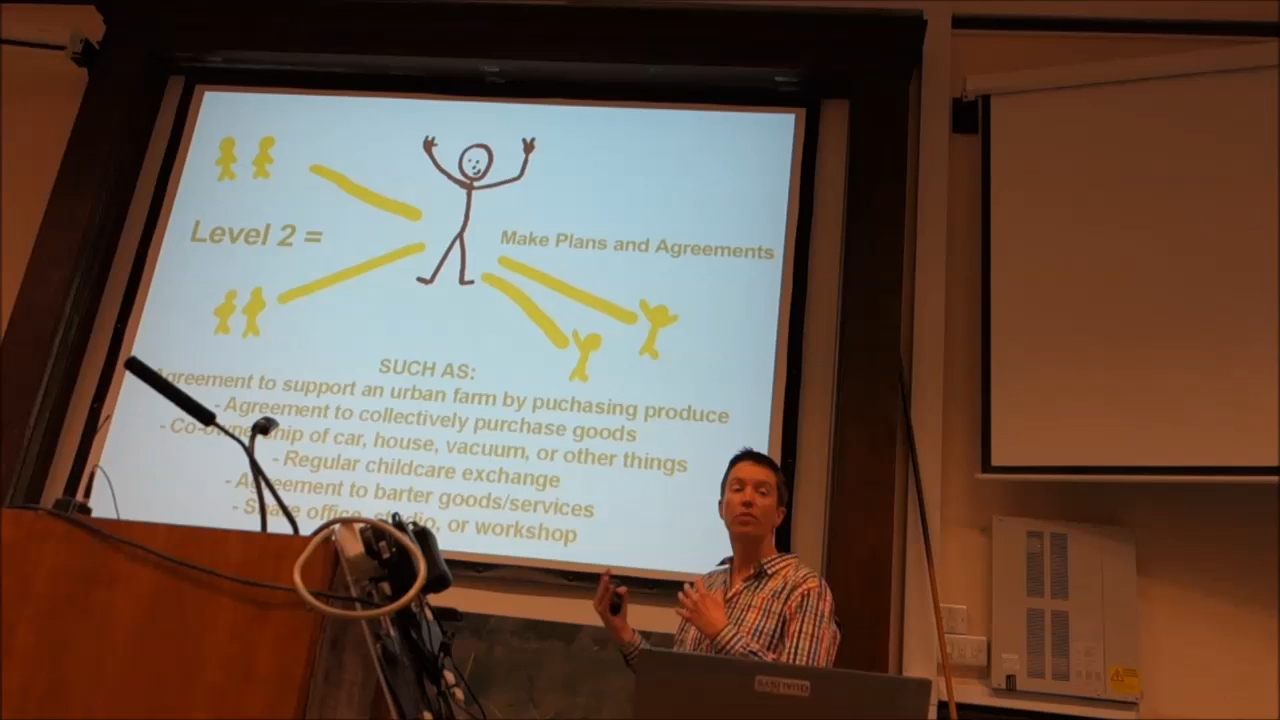 Level 2 =
Make Plans and Agreements
SUCH AS:
Agreement to support an urban farm by puchasing produce
- Agreement to collectively purchase goods
- Co-ownership of car, house, vacuum, or other things
- Regular childcare exchange
- Agreement to barter goods/services
- Share office, studio, or workshop